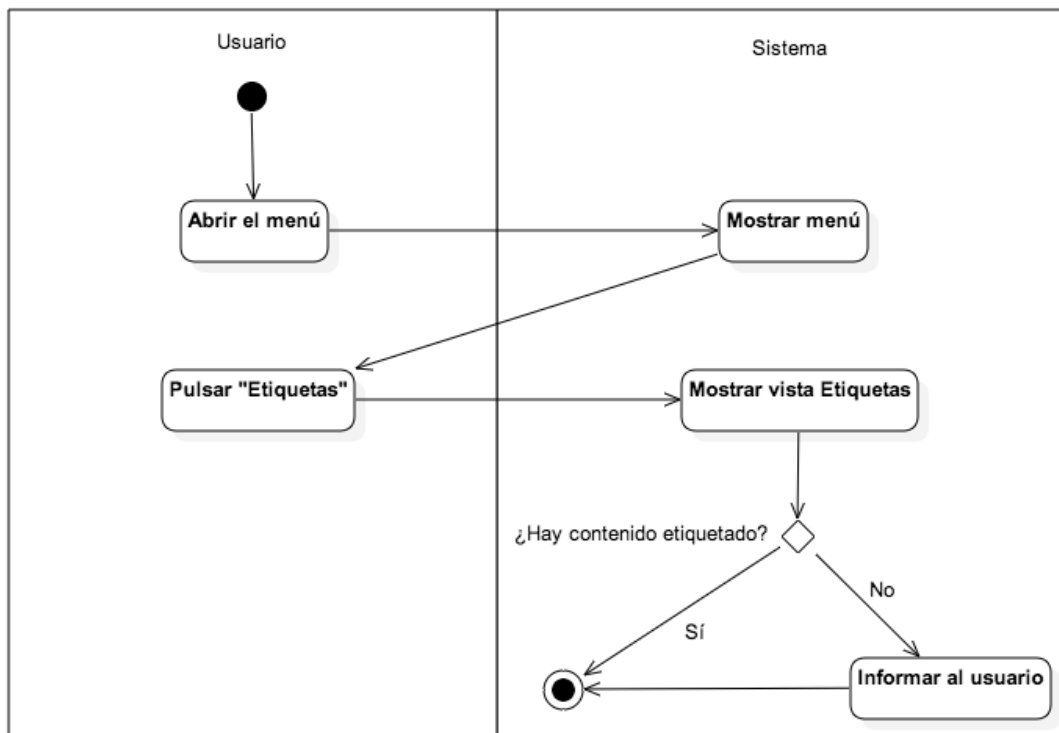 Usuario
Sistema
Abrir el menú
Mostrar menú
Pulsar "Etiquetas"
Mostrar vista Etiquetas
¿Hay contenido etiquetado?
No
Sí
Informar al usuario